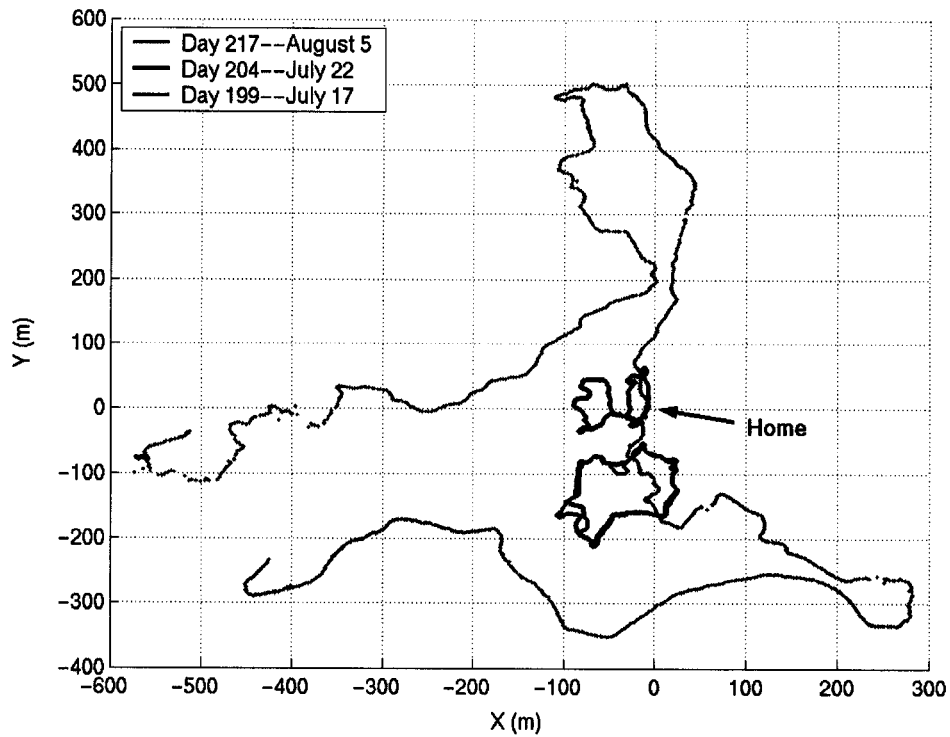 600
500
400
300
200
100
0
−100
−200
−300
−400
Y (m)
Day 217−−August 5
Day 204−−July 22
Day 199−−July 17
Home
−600 −500 −400 −300 −200 −100 0 100 200 300
X (m)